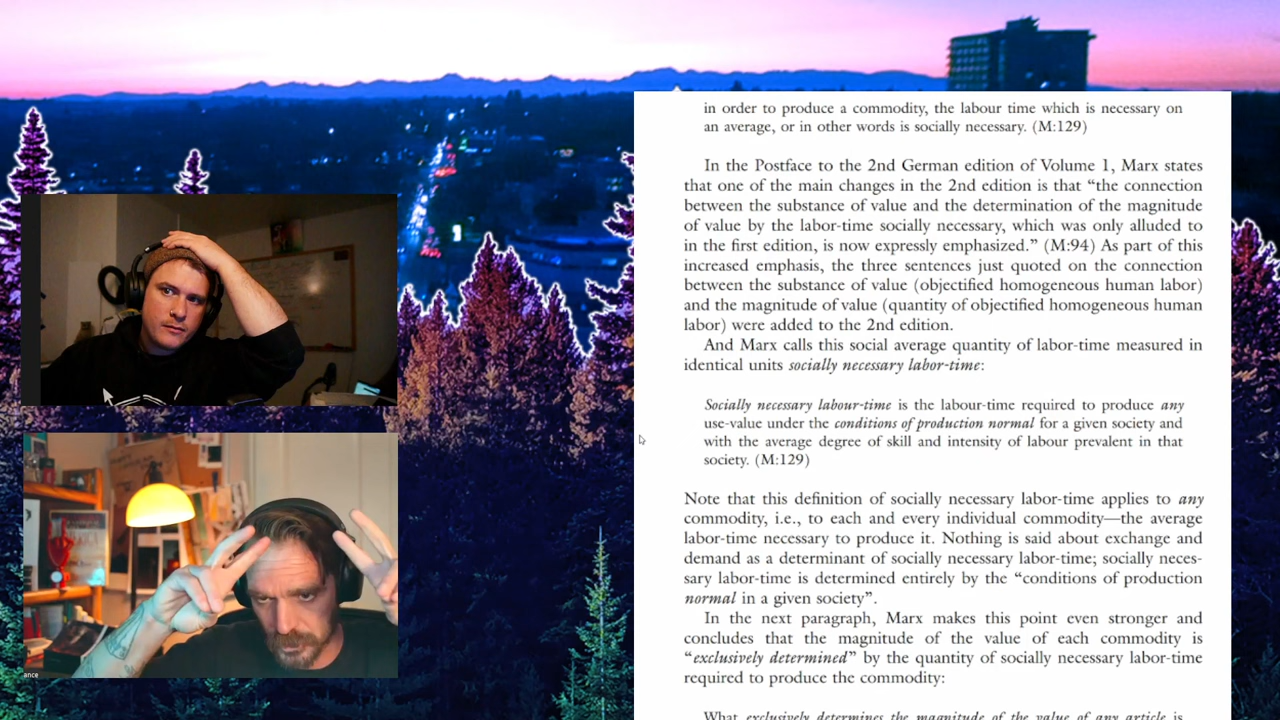 in order to produce a commodity, the labour time which is necessary on
an average, or in other words is socially necessary. (M:129)
In the Postface to the 2nd German edition of Volume 1, Marx states
that one of the main changes in the 2nd edition is that “the connection
between the substance of value and the determination of the magnitude
of value by the labor-time socially necessary, which was only alluded to
in the first edition, is now expressly emphasized.” (M:94) As part of this
increased emphasis, the three sentences just quoted on the connection
between the substance of value (objectified homogeneous human labor)
and the magnitude of value (quantity of objectified homogeneous human
labor) were added to the 2nd edition.
And Marx calls this social average quantity of labor-time measured in
identical units socially necessary labor-time:
Socially necessary labour-time is the labour-time required to produce any
use-value under the conditions of production normal for a given society and
with the average degree of skill and intensity of labour prevalent in that
society. (M:129)
Note that this definition of socially necessary labor-time applies to any
commodity, i.e., to each and every individual commodity—the average
labor-time necessary to produce it. Nothing is said about exchange and
demand as a determinant of socially necessary labor-time; socially neces-
sary labor-time is determined entirely by the “conditions of production
normal in a given society”.
In the next paragraph, Marx makes this point even stronger and
concludes that the magnitude of the value of each commodity is
“exclusively determined” by the quantity of socially necessary labor-time
required to produce the commodity:
What exclusively determines the magnitude of the value of any article is
ance